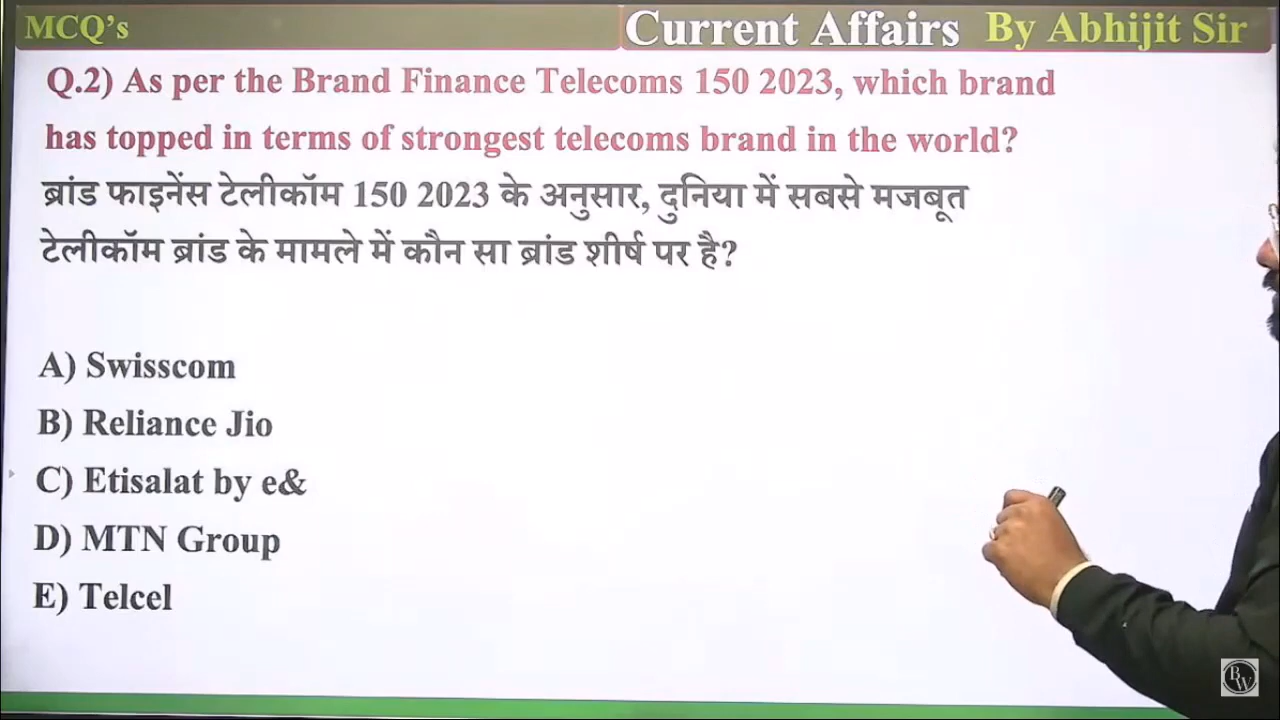 MCQ's
Current Affairs By Abhijit Sir
Q.2) As per the Brand Finance Telecoms 150 2023, which brand
has topped in terms of strongest telecoms brand in the world?
ब्रांड फाइनेंस टेलीकॉम 150 2023 के अनुसार, दुनिया में सबसे मजबूत
टेलीकॉम ब्रांड के मामले में कौन सा ब्रांड शीर्ष पर है?
A) Swisscom
B) Reliance Jio
C) Etisalat by e&
D) MTN Group
E) Telcel
BW